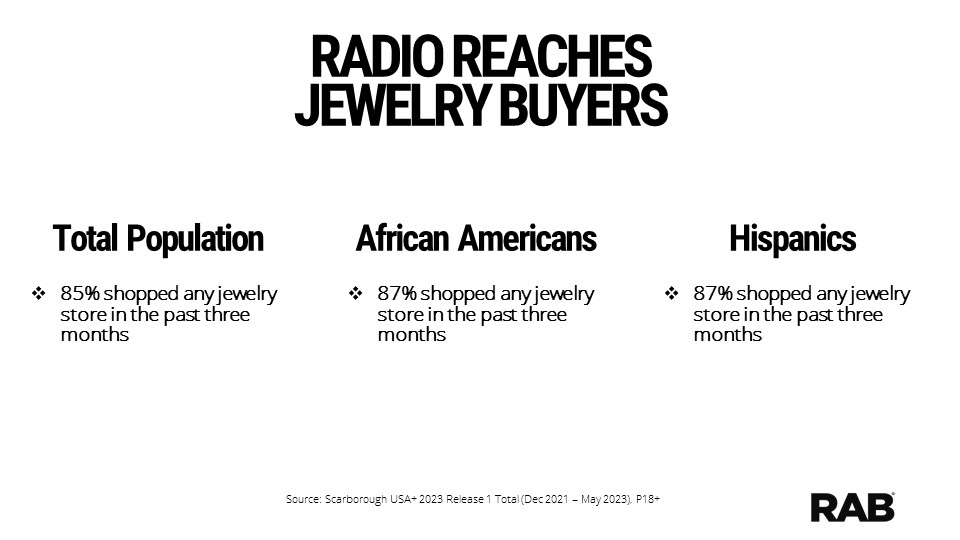 RADIO REACHES
JEWELRY BUYERS
Total Population
❖ 85% shopped any jewelry
store in the past three
months
African Americans
❖ 87% shopped any jewelry
store in the past three
months
Hispanics
❖ 87% shopped any jewelry
store in the past three
months
Source: Scarborough USA+ 2023 Release 1 Total (Dec 2021 – May 2023), P18+
RAB